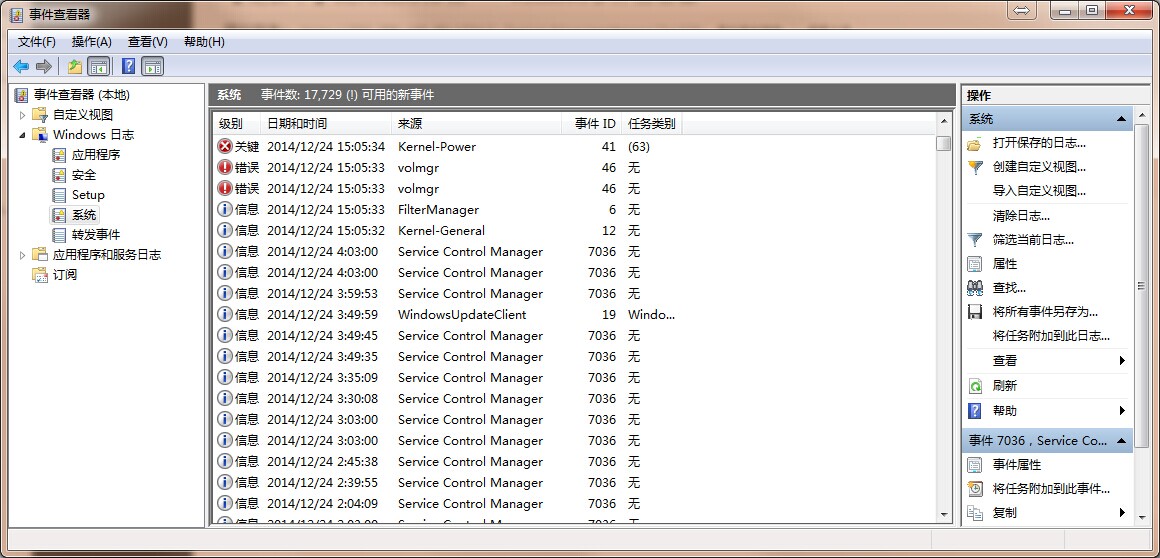 事件查看器
文件(F) 操作(A) 查看(V) 帮助(H)
事件查看器 (本地)
自定义视图
Windows 日志
应用程序
安全
Setup
系统
转发事件
应用程序和服务日志
订阅
系统 事件数: 17,729 (!) 可用的新事件
级别 日期和时间 来源 事件 ID 任务类别
关键 2014/12/24 15:05:34 Kernel-Power 41 (63)
错误 2014/12/24 15:05:33 volmgr 46 无
错误 2014/12/24 15:05:33 volmgr 46 无
信息 2014/12/24 15:05:33 FilterManager 6 无
信息 2014/12/24 15:05:32 Kernel-General 12 无
信息 2014/12/24 4:03:00 Service Control Manager 7036 无
信息 2014/12/24 4:03:00 Service Control Manager 7036 无
信息 2014/12/24 3:59:53 Service Control Manager 7036 无
信息 2014/12/24 3:49:59 WindowsUpdateClient 19 Windo...
信息 2014/12/24 3:49:45 Service Control Manager 7036 无
信息 2014/12/24 3:49:35 Service Control Manager 7036 无
信息 2014/12/24 3:35:09 Service Control Manager 7036 无
信息 2014/12/24 3:30:08 Service Control Manager 7036 无
信息 2014/12/24 3:03:00 Service Control Manager 7036 无
信息 2014/12/24 3:03:00 Service Control Manager 7036 无
信息 2014/12/24 2:45:38 Service Control Manager 7036 无
信息 2014/12/24 2:39:55 Service Control Manager 7036 无
信息 2014/12/24 2:04:09 Service Control Manager 7036 无
操作
系统
打开保存的日志...
创建自定义视图...
导入自定义视图...
清除日志...
筛选当前日志...
属性
查找...
将所有事件另存为...
将任务附加到此日志...
查看
刷新
帮助
事件 7036，Service Co...
事件属性
将任务附加到此事件...
复制